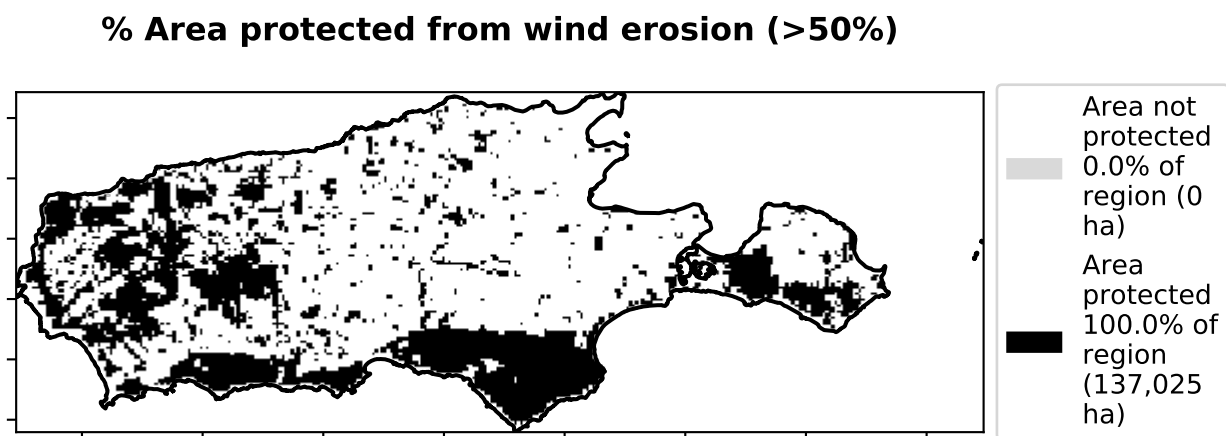 % Area protected from wind erosion (>50%)
Area not
protected
0.0% of
region (0
ha)
Area
protected
100.0% of
region
(137,025
ha)